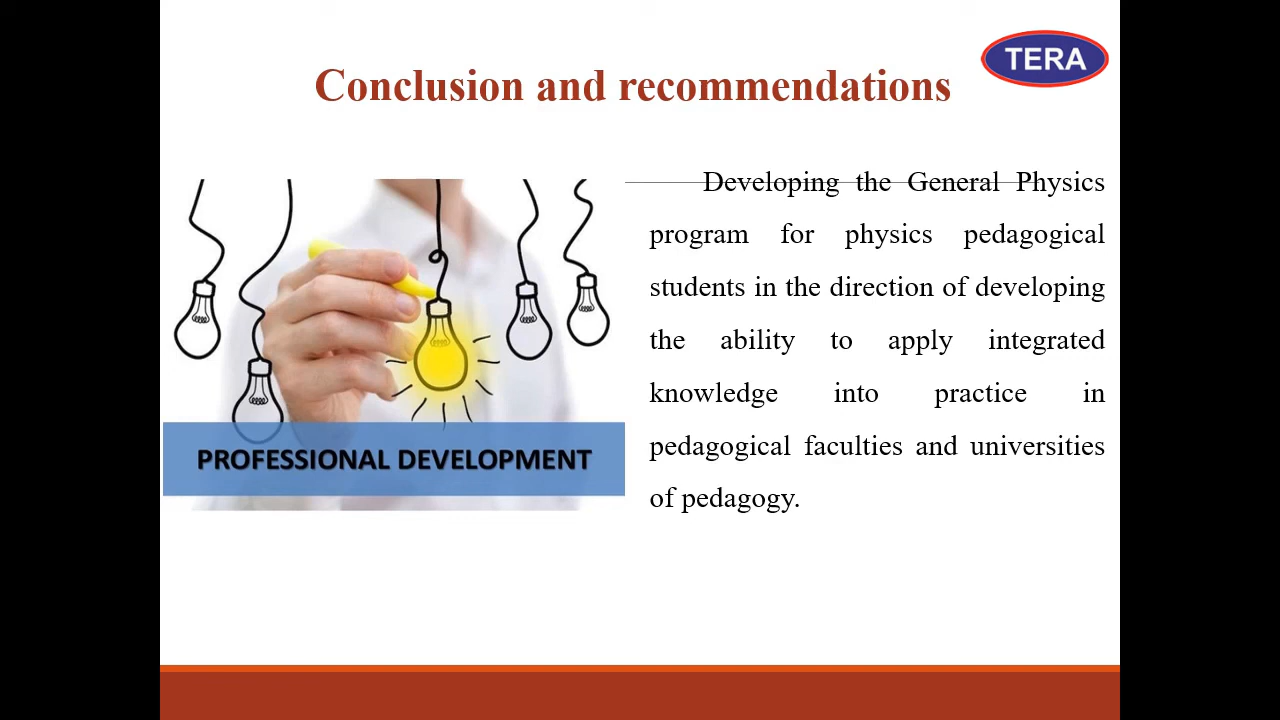 TERA
Conclusion and recommendations
Developing the General Physics
program for physics pedagogical
students in the direction of developing
the ability to apply integrated
knowledge into practice in
pedagogical faculties and universities
of pedagogy.
PROFESSIONAL DEVELOPMENT